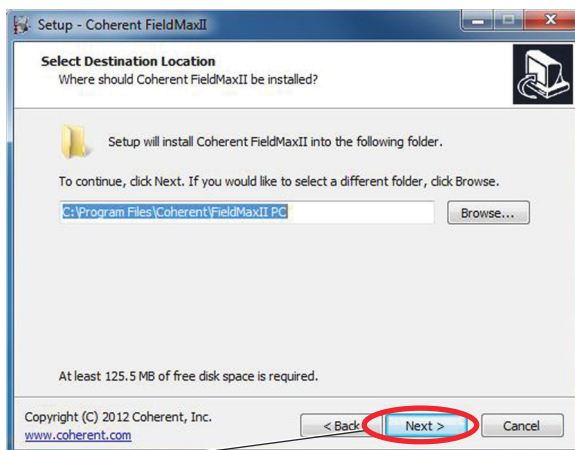 Setup - Coherent FieldMaxII
Select Destination Location
Where should Coherent FieldMaxII be installed?
Setup will install Coherent FieldMaxII into the following folder.
To continue, click Next. If you would like to select a different folder, click Browse.
C:\Program Files\Coherent\FieldMaxII PC
Browse...
At least 125.5 MB of free disk space is required.
Copyright (C) 2012 Coherent, Inc.
www.coherent.com
< Back
Next >
Cancel